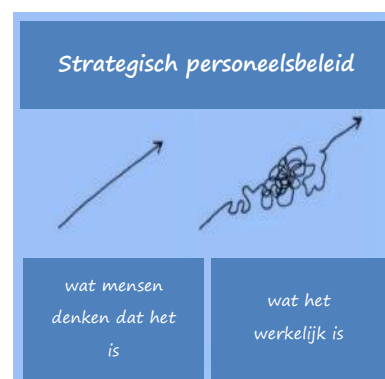 Strategisch personeelsbeleid
wat mensen
denken dat het
is
wat het
werkelijk is